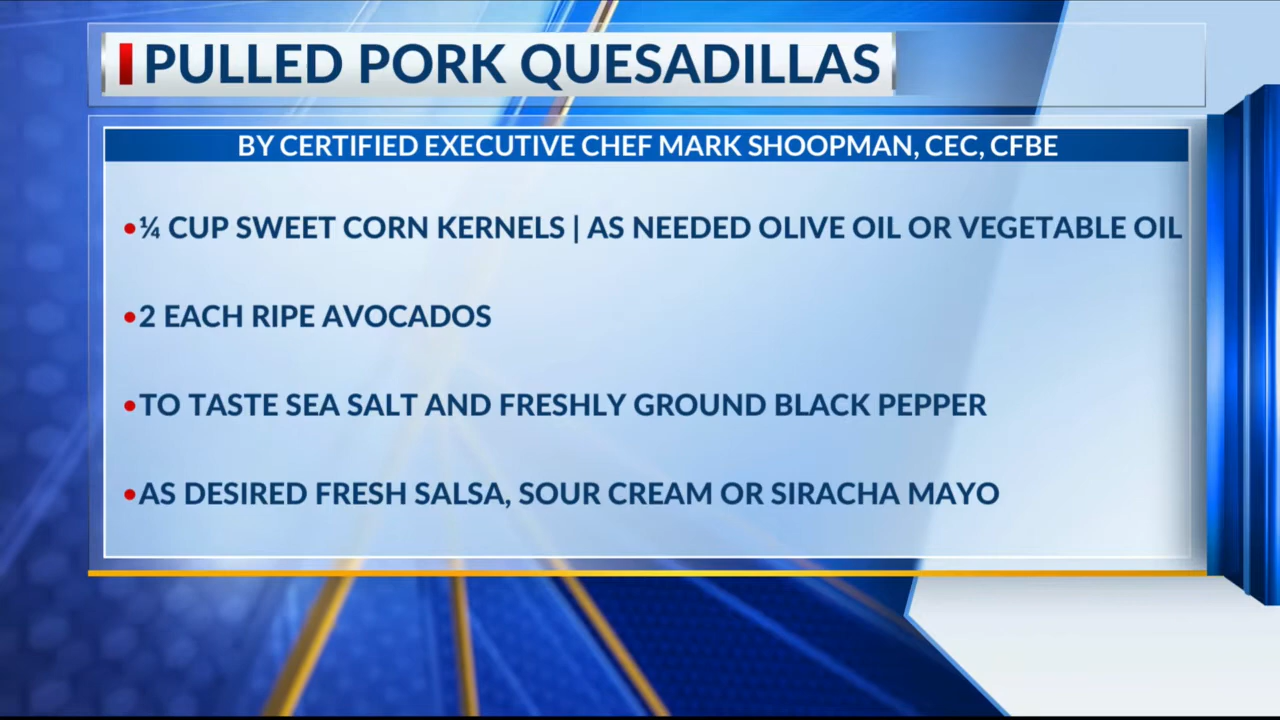 PULLED PORK QUESADILLAS
BY CERTIFIED EXECUTIVE CHEF MARK SHOOPMAN, CEC, CFBE
•¼ CUP SWEET CORN KERNELS | AS NEEDED OLIVE OIL OR VEGETABLE OIL
•2 EACH RIPE AVOCADOS
•TO TASTE SEA SALT AND FRESHLY GROUND BLACK PEPPER
•AS DESIRED FRESH SALSA, SOUR CREAM OR SIRACHA MAYO